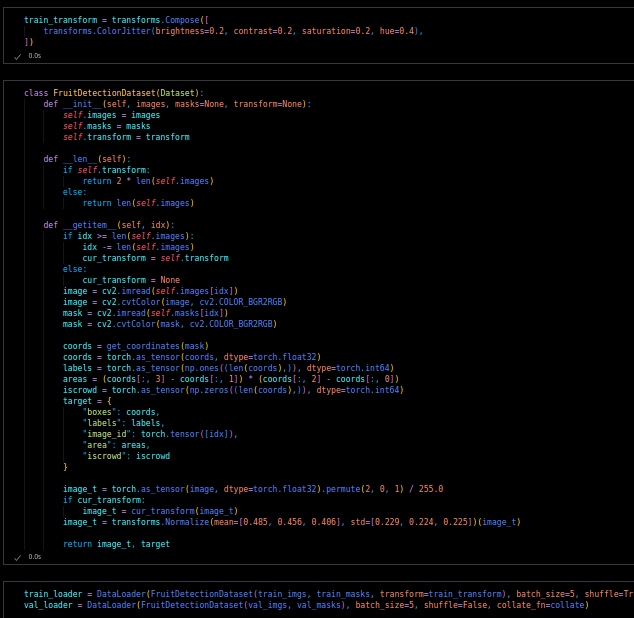 train_transform = transforms.Compose([
    transforms.ColorJitter(brightness=0.2, contrast=0.2, saturation=0.2, hue=0.4),
])
✓ 0.0s
class FruitDetectionDataset(Dataset):
    def __init__(self, images, masks=None, transform=None):
        self.images = images
        self.masks = masks
        self.transform = transform

    def __len__(self):
        if self.transform:
            return 2 * len(self.images)
        else:
            return len(self.images)

    def __getitem__(self, idx):
        if idx >= len(self.images):
            idx -= len(self.images)
            cur_transform = self.transform
        else:
            cur_transform = None
        image = cv2.imread(self.images[idx])
        image = cv2.cvtColor(image, cv2.COLOR_BGR2RGB)
        mask = cv2.imread(self.masks[idx])
        mask = cv2.cvtColor(mask, cv2.COLOR_BGR2RGB)

        coords = get_coordinates(mask)
        coords = torch.as_tensor(coords, dtype=torch.float32)
        labels = torch.as_tensor(np.ones((len(coords),)), dtype=torch.int64)
        areas = (coords[:, 3] - coords[:, 1]) * (coords[:, 2] - coords[:, 0])
        iscrowd = torch.as_tensor(np.zeros((len(coords),)), dtype=torch.int64)
        target = {
            "boxes": coords,
            "labels": labels,
            "image_id": torch.tensor([idx]),
            "area": areas,
            "iscrowd": iscrowd
        }

        image_t = torch.as_tensor(image, dtype=torch.float32).permute(2, 0, 1) / 255.0
        if cur_transform:
            image_t = cur_transform(image_t)
        image_t = transforms.Normalize(mean=[0.485, 0.456, 0.406], std=[0.229, 0.224, 0.225])(image_t)

        return image_t, target
✓ 0.0s
train_loader = DataLoader(FruitDetectionDataset(train_imgs, train_masks, transform=train_transform), batch_size=5, shuffle=Tr
val_loader = DataLoader(FruitDetectionDataset(val_imgs, val_masks), batch_size=5, shuffle=False, collate_fn=collate)